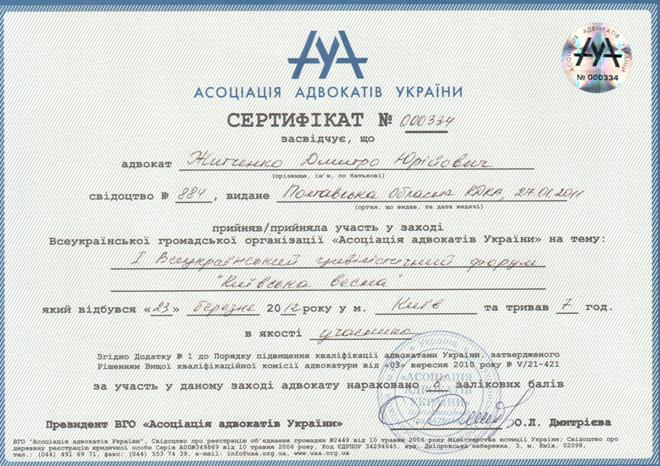 АУА
АСОЦІАЦІЯ АДВОКАТІВ УКРАЇНИ
АСОЦІАЦІЯ АДВОКАТІВ УКРАЇНИ
№ 000334
СЕРТИФІКАТ № 000334
засвідчує, що
адвокат Житченко Дмитро Юрійович
(прізвище, ім'я, по батькові)
свідоцтво № 884, видане Полтавська обласна КДКА, 27.01.2011
(орган, що видав, та дата видачі)
прийняв/прийняла участь у заході
Всеукраїнської громадської організації «Асоціація адвокатів України» на тему:
І Всеукраїнський цивілістичний форум
"Київська весна"
який відбувся «23» березня 2012 року у м. Київ та тривав 7 год.
в якості учасника
Згідно Додатку № 1 до Порядку підвищення кваліфікації адвокатами України, затвердженого
Рішенням Вищої кваліфікаційної комісії адвокатури від «03» вересня 2010 року № V/21-421
за участь у даному заході адвокату нараховано залікових балів
АСОЦІАЦІЯ АДВОКАТІВ УКРАЇНИ
Президент ВГО «Асоціація адвокатів України» О.Л. Дмитрієва
ВГО "Асоціація адвокатів України", Свідоцтво про реєстрацію об'єднання громадян №2449 від 10 травня 2006 року Міністерства юстиції України; Свідоцтво про
державну реєстрацію юридичної особи Серія А00№349869 від 10 травня 2006 року, Код ЄДРПОУ 34294645. вул. Дніпровська набережна, 3, м. Київ, 02098.
тел.: (044) 491 69 71, факс: (044) 553 74 39, e-mail: info@uaa.org.ua, www.uaa.org.ua